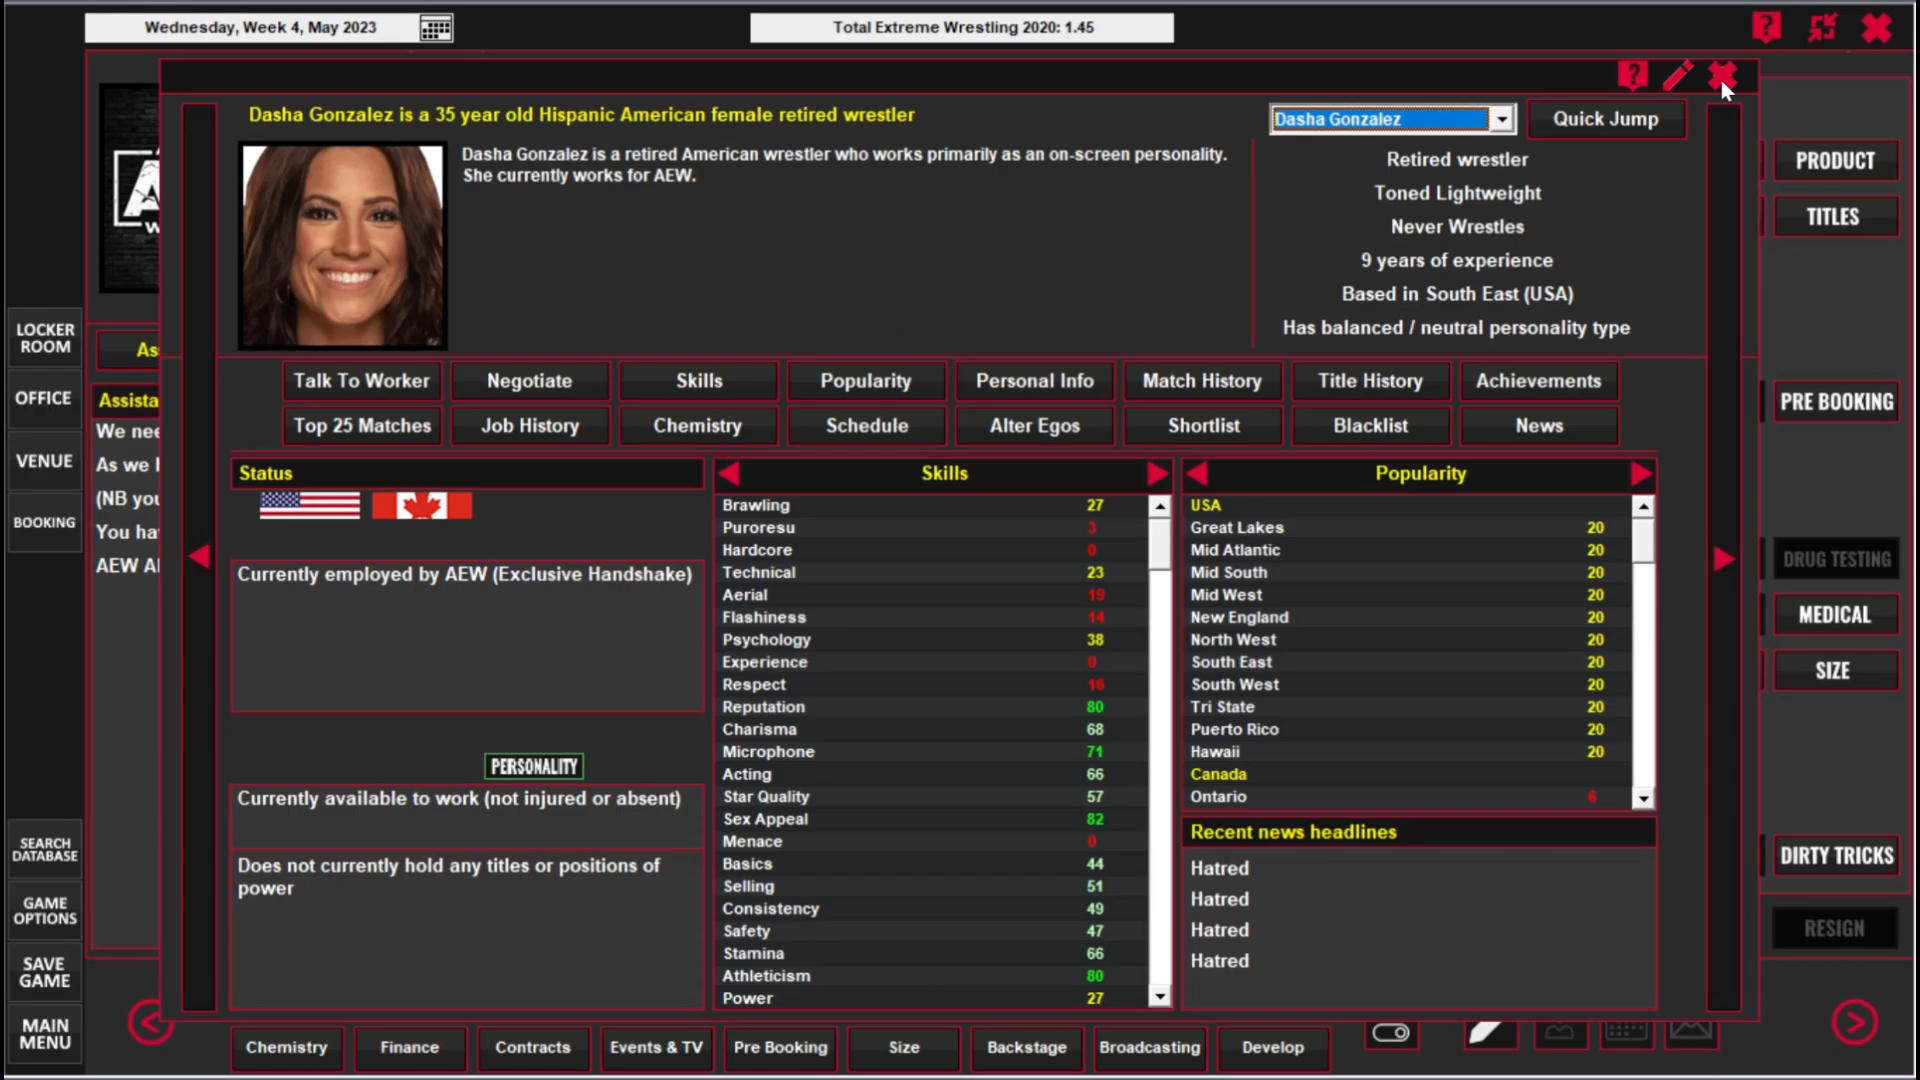 Wednesday, Week 4, May 2023
Total Extreme Wrestling 2020: 1.45
Dasha Gonzalez is a 35 year old Hispanic American female retired wrestler
Dasha Gonzalez
Quick Jump
Dasha Gonzalez is a retired American wrestler who works primarily as an on-screen personality.
She currently works for AEW.
Retired wrestler
Toned Lightweight
Never Wrestles
9 years of experience
Based in South East (USA)
Has balanced / neutral personality type
PRODUCT
TITLES
LOCKER
ROOM
OFFICE
VENUE
BOOKING
As
Assista
We nee
As we l
(NB you
You ha
AEW Al
Talk To Worker
Negotiate
Skills
Popularity
Personal Info
Match History
Title History
Achievements
Top 25 Matches
Job History
Chemistry
Schedule
Alter Egos
Shortlist
Blacklist
News
PRE BOOKING
DRUG TESTING
MEDICAL
SIZE
DIRTY TRICKS
RESIGN
Status
Currently employed by AEW (Exclusive Handshake)
PERSONALITY
Currently available to work (not injured or absent)
Does not currently hold any titles or positions of
power
Skills
Brawling 27
Puroresu 3
Hardcore 0
Technical 23
Aerial 19
Flashiness 14
Psychology 38
Experience 0
Respect 16
Reputation 80
Charisma 68
Microphone 71
Acting 66
Star Quality 57
Sex Appeal 82
Menace 0
Basics 44
Selling 51
Consistency 49
Safety 47
Stamina 66
Athleticism 80
Power 27
Popularity
USA
Great Lakes 20
Mid Atlantic 20
Mid South 20
Mid West 20
New England 20
North West 20
South East 20
South West 20
Tri State 20
Puerto Rico 20
Hawaii 20
Canada
Ontario 6
Recent news headlines
Hatred
Hatred
Hatred
Hatred
SEARCH
DATABASE
GAME
OPTIONS
SAVE
GAME
MAIN
MENU
Chemistry
Finance
Contracts
Events & TV
Pre Booking
Size
Backstage
Broadcasting
Develop